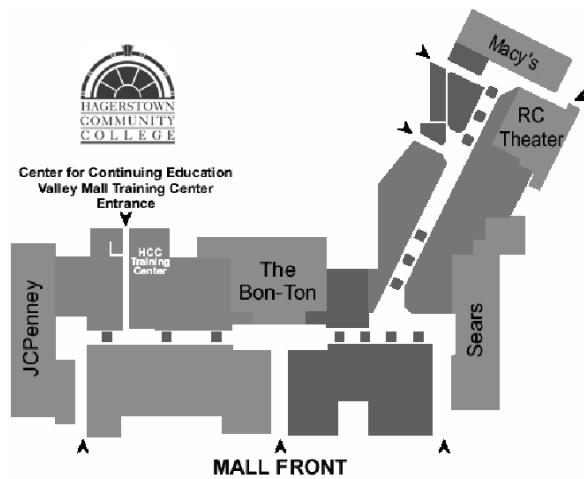 HAGERSTOWN
COMMUNITY
COLLEGE
Center for Continuing Education
Valley Mall Training Center
Entrance
Macy's
RC
Theater
HCC
Training
Center
The
Bon-Ton
JCPenney
Sears
MALL FRONT